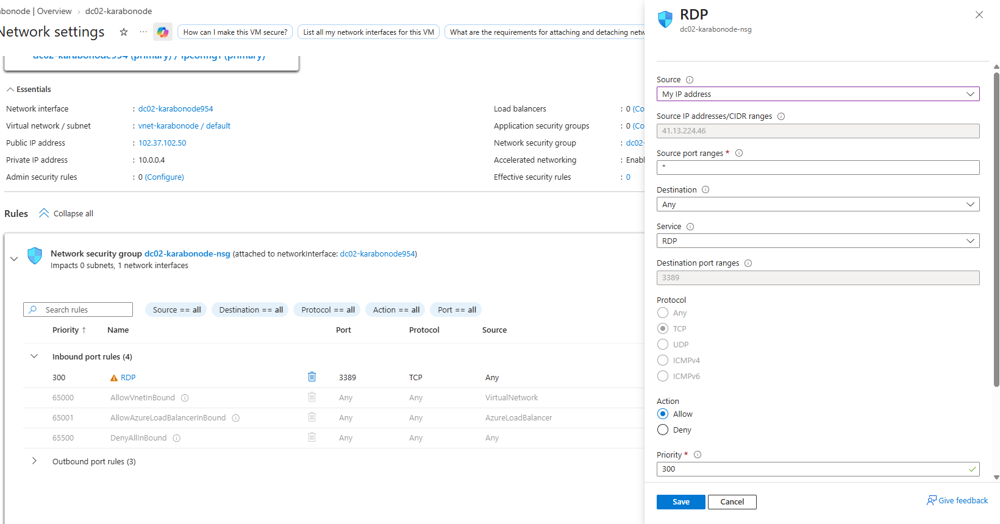 abonode | Overview › dc02-karabonode
Network settings
How can I make this VM secure?
List all my network interfaces for this VM
What are the requirements for attaching and detaching netw
dc02-karabonode954 (primary) / ipconfig1 (primary)
Essentials
Network interface : dc02-karabonode954
Virtual network / subnet : vnet-karabonode / default
Public IP address : 102.37.102.50
Private IP address : 10.0.0.4
Admin security rules : 0 (Configure)
Load balancers : 0 (Co
Application security groups : 0 (Co
Network security group : dc02-
Accelerated networking : Enabl
Effective security rules : 0
Rules Collapse all
Network security group dc02-karabonode-nsg (attached to networkInterface: dc02-karabonode954)
Impacts 0 subnets, 1 network interfaces
Search rules
Source == all
Destination == all
Protocol == all
Action == all
Port == all
Priority ↑ Name Port Protocol Source
Inbound port rules (4)
300 RDP 3389 TCP Any
65000 AllowVnetInBound Any Any VirtualNetwork
65001 AllowAzureLoadBalancerInBound Any Any AzureLoadBalancer
65500 DenyAllInBound Any Any Any
Outbound port rules (3)
RDP
dc02-karabonode-nsg
Source
My IP address
Source IP addresses/CIDR ranges
41.13.224.46
Source port ranges *
*
Destination
Any
Service
RDP
Destination port ranges
3389
Protocol
Any
TCP
UDP
ICMPv4
ICMPv6
Action
Allow
Deny
Priority *
300
Save
Cancel
Give feedback